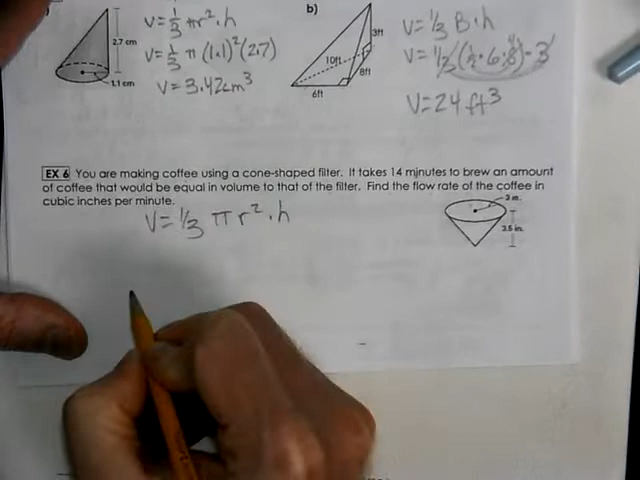 )
V = 1/3 πr² · h
V = 1/3 π (1.1)² (2.7)
V = 3.42cm³
2.7 cm
1.1 cm
b)
3ft
10ft
8ft
6ft
V = 1/3 B · h
V = 1/3 (1/2 · 6 · 8) · 3
V = 24 ft³
EX 6 You are making coffee using a cone-shaped filter. It takes 14 minutes to brew an amount
of coffee that would be equal in volume to that of the filter. Find the flow rate of the coffee in
cubic inches per minute.
V = 1/3 π r² · h
3 in.
3.5 in.